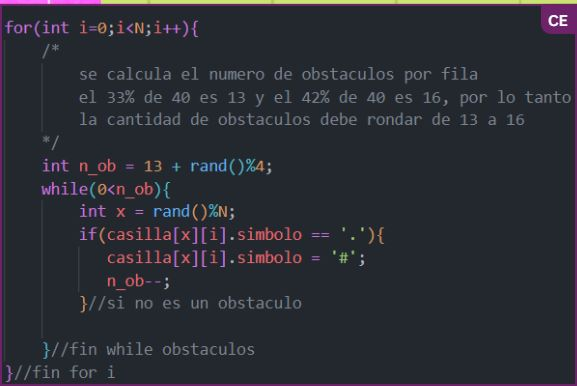 CE
for(int i=0;i<N;i++){
/*
se calcula el numero de obstaculos por fila
el 33% de 40 es 13 y el 42% de 40 es 16, por lo tanto
la cantidad de obstaculos debe rondar de 13 a 16
*/
int n_ob = 13 + rand()%4;
while(0<n_ob){
int x = rand()%N;
if(casilla[x][i].simbolo == '.'){
casilla[x][i].simbolo = '#';
n_ob--;
}//si no es un obstaculo
}//fin while obstaculos
}//fin for i